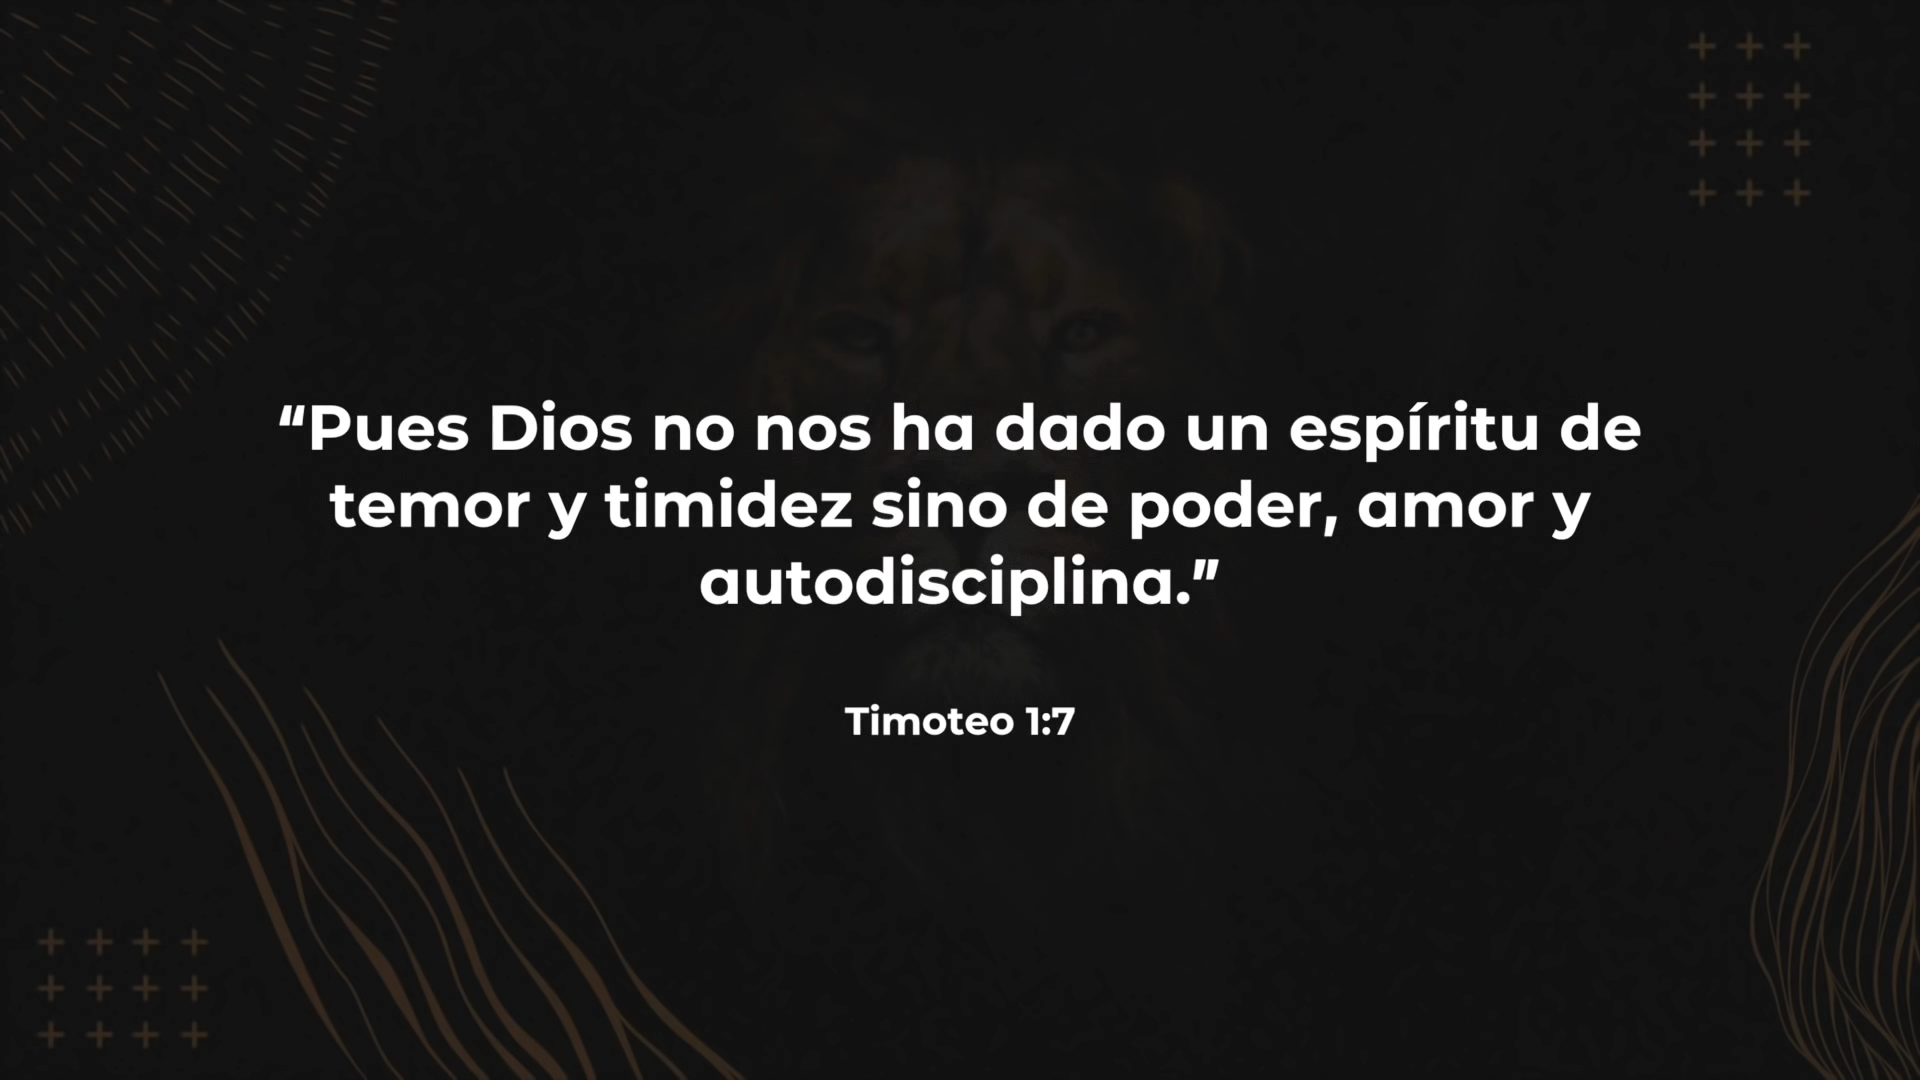 “Pues Dios no nos ha dado un espíritu de
temor y timidez sino de poder, amor y
autodisciplina.”
Timoteo 1:7